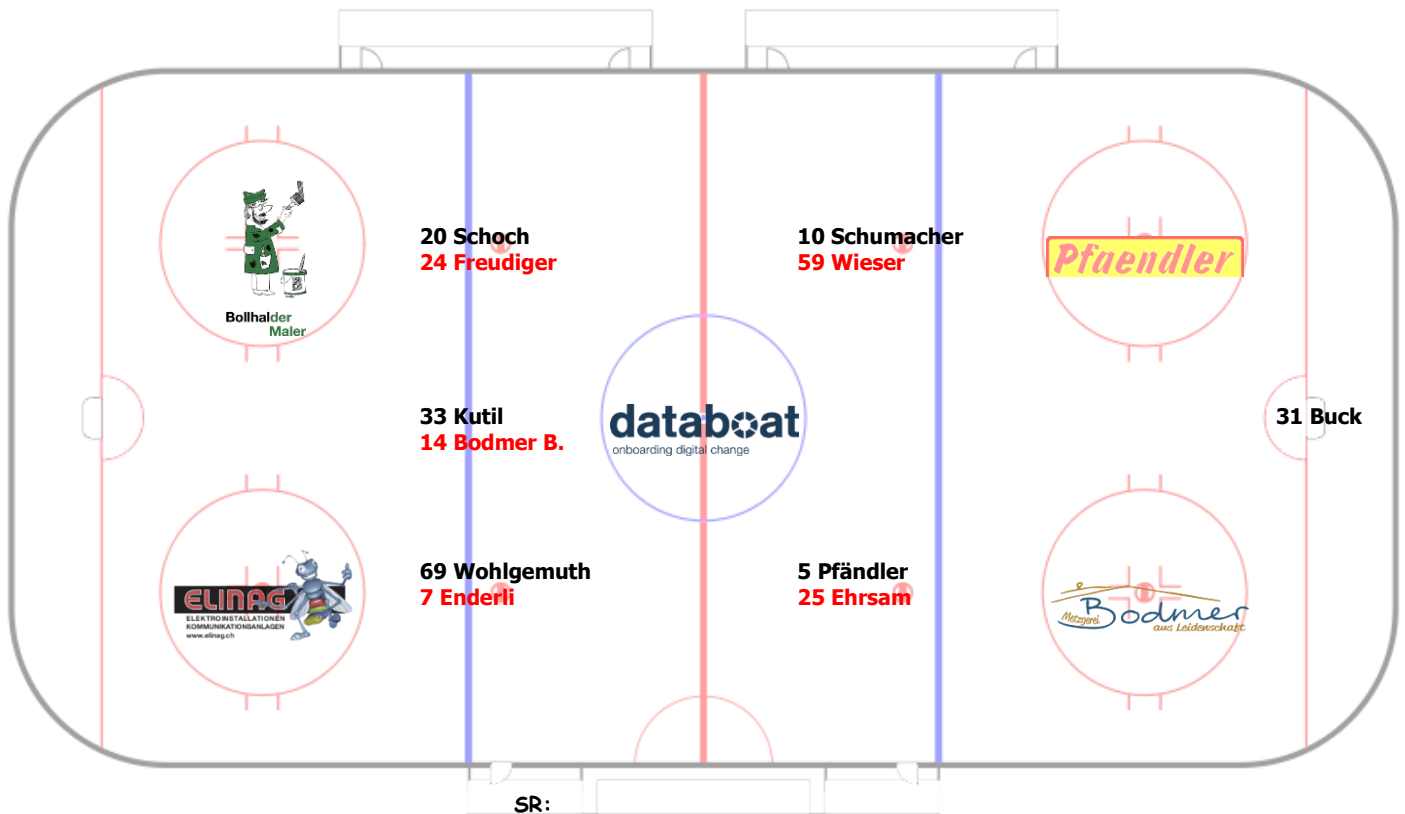 20 Schoch
24 Freudiger
10 Schumacher
59 Wieser
Pfaendler
Bollhalder
Maler
33 Kutil
14 Bodmer B.
databoat
onboarding digital change
31 Buck
69 Wohlgemuth
7 Enderli
5 Pfändler
25 Ehrsam
ELINAG
ELEKTROINSTALLATIONEN
KOMMUNIKATIONSANLAGEN
www.elinag.ch
Metzgerei Bodmer
aus Leidenschaft
SR: